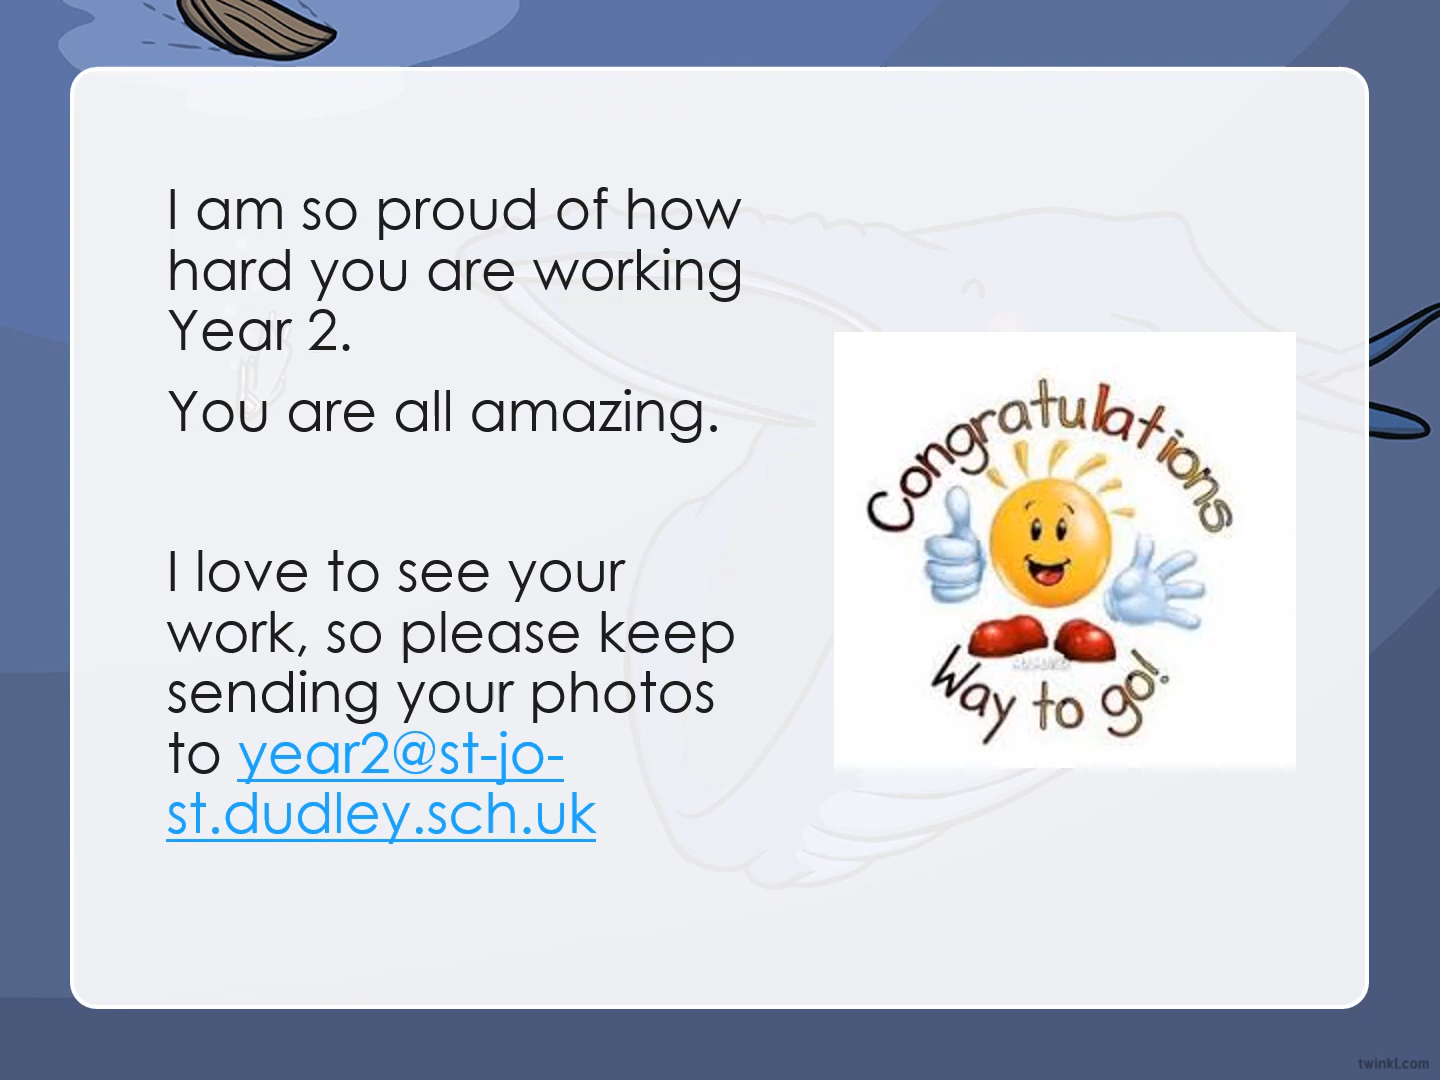 I am so proud of how
hard you are working
Year 2.
You are all amazing.
I love to see your
work, so please keep
sending your photos
to year2@st-jo-
st.dudley.sch.uk
Congratulations
Way to go!
twinkl.com